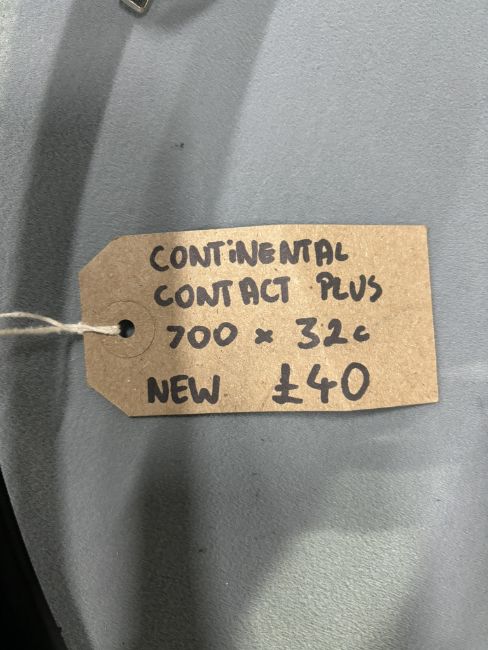 CONTiNENTAL
CONTACT PLUS
700 x 32c
NEW £40